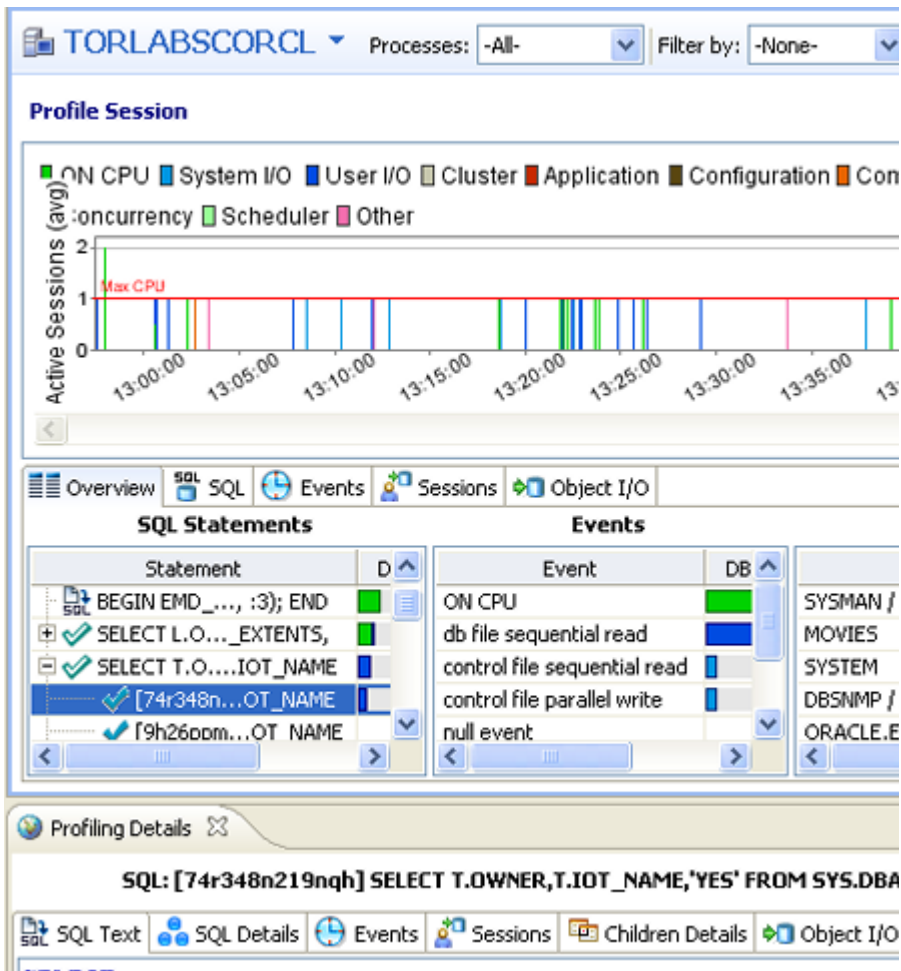 TORLABSCORCL Processes: -All- Filter by: -None-
Profile Session
ON CPU System I/O User I/O Cluster Application Configuration Com
oncurrency Scheduler Other
Active Sessions (avg)
2
Max CPU
1
0
13:00:00 13:05:00 13:10:00 13:15:00 13:20:00 13:25:00 13:30:00 13:35:00 13
Overview SQL Events Sessions Object I/O
SQL Statements Events
Statement D Event DB
BEGIN EMD_..., :3); END ON CPU SYSMAN /
SELECT L.O..._EXTENTS, db file sequential read MOVIES
SELECT T.O....IOT_NAME control file sequential read SYSTEM
[74r348n...OT_NAME control file parallel write DBSNMP /
[9h26ppm...OT_NAME null event ORACLE.E
Profiling Details
SQL: [74r348n219nqh] SELECT T.OWNER,T.IOT_NAME,'YES' FROM SYS.DBA
SQL Text SQL Details Events Sessions Children Details Object I/O